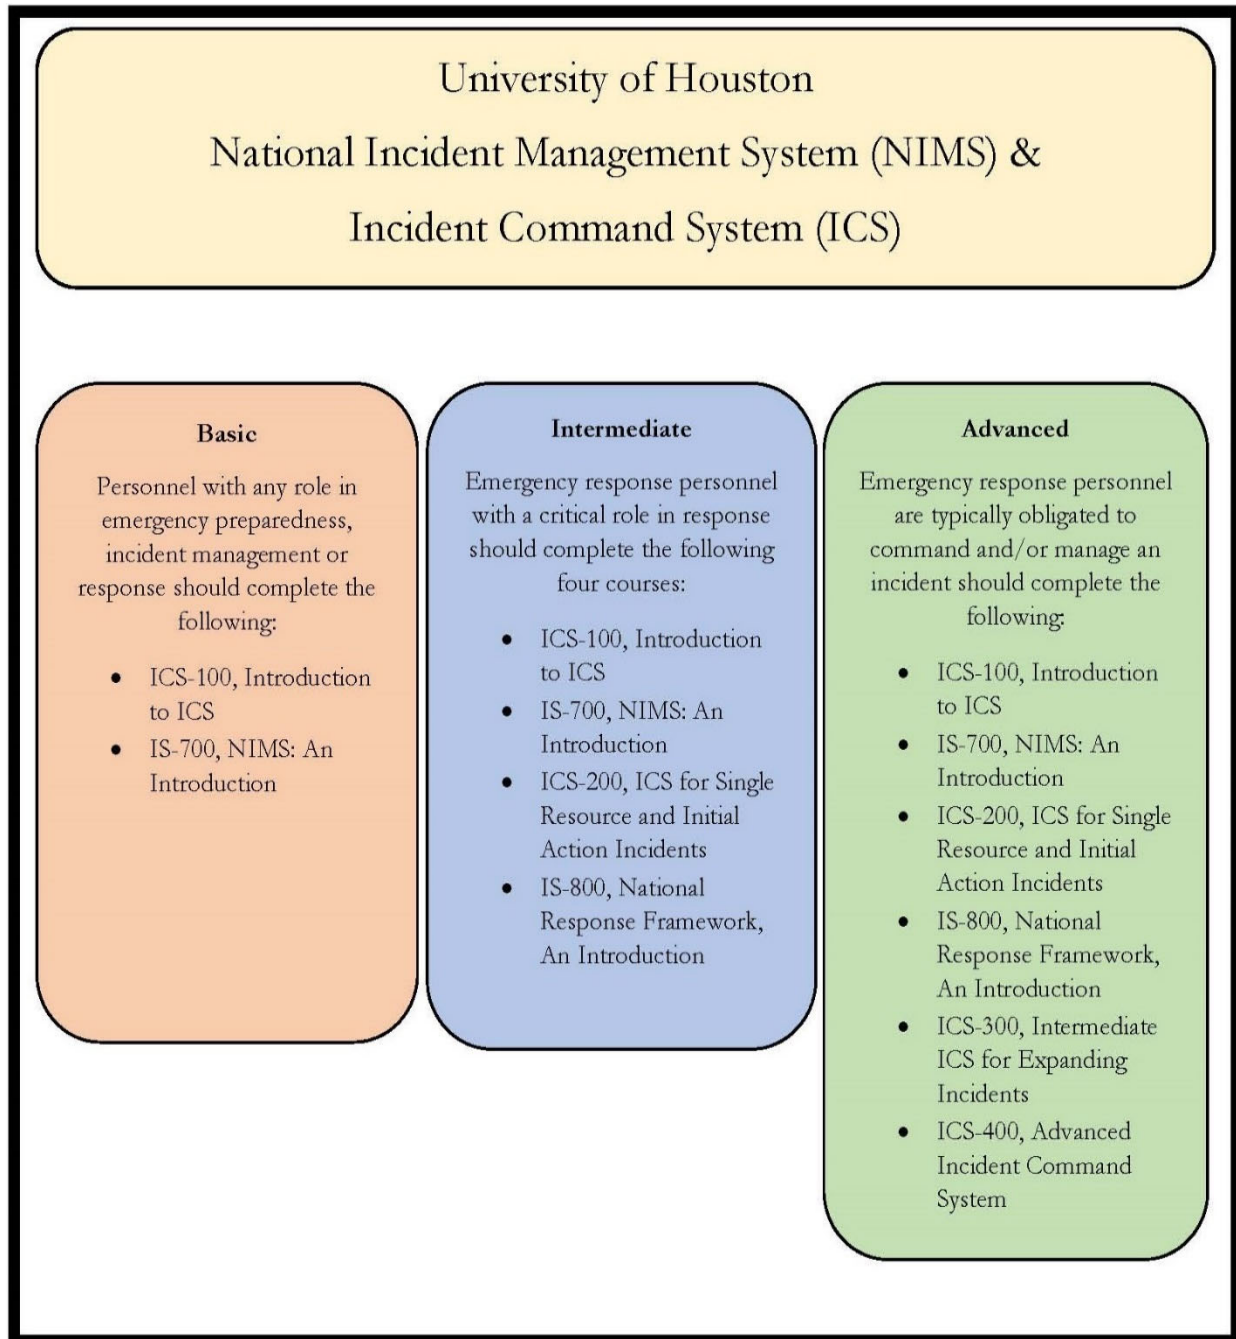 University of Houston
National Incident Management System (NIMS) &
Incident Command System (ICS)
Basic
Personnel with any role in
emergency preparedness,
incident management or
response should complete the
following:
• ICS-100, Introduction
to ICS
• IS-700, NIMS: An
Introduction
Intermediate
Emergency response personnel
with a critical role in response
should complete the following
four courses:
• ICS-100, Introduction
to ICS
• IS-700, NIMS: An
Introduction
• ICS-200, ICS for Single
Resource and Initial
Action Incidents
• IS-800, National
Response Framework,
An Introduction
Advanced
Emergency response personnel
are typically obligated to
command and/or manage an
incident should complete the
following:
• ICS-100, Introduction
to ICS
• IS-700, NIMS: An
Introduction
• ICS-200, ICS for Single
Resource and Initial
Action Incidents
• IS-800, National
Response Framework,
An Introduction
• ICS-300, Intermediate
ICS for Expanding
Incidents
• ICS-400, Advanced
Incident Command
System